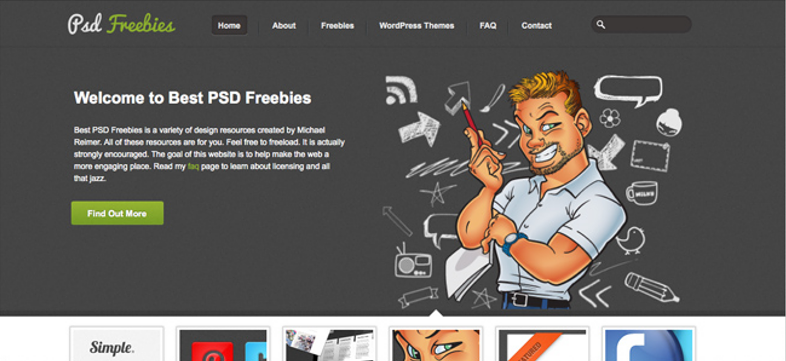 Psd Freebies
Home About Freebies WordPress Themes FAQ Contact
Welcome to Best PSD Freebies
Best PSD Freebies is a variety of design resources created by Michael
Reimer. All of these resources are for you. Feel free to freeload. It is actually
strongly encouraged. The goal of this website is to help make the web a
more engaging place. Read my faq page to learn about licensing and all
that jazz.
Find Out More
MILK
Simple.
FEATURED